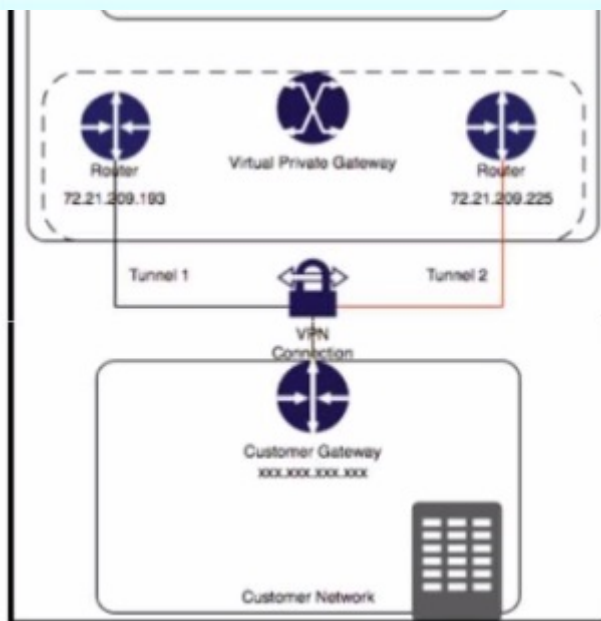 Router
Virtual Private Gateway
Router
72.21.209.193
72.21.209.225
Tunnel 1
Tunnel 2
VPN
Connection
Customer Gateway
xxx.xxx.xxx.xxx
Customer Network